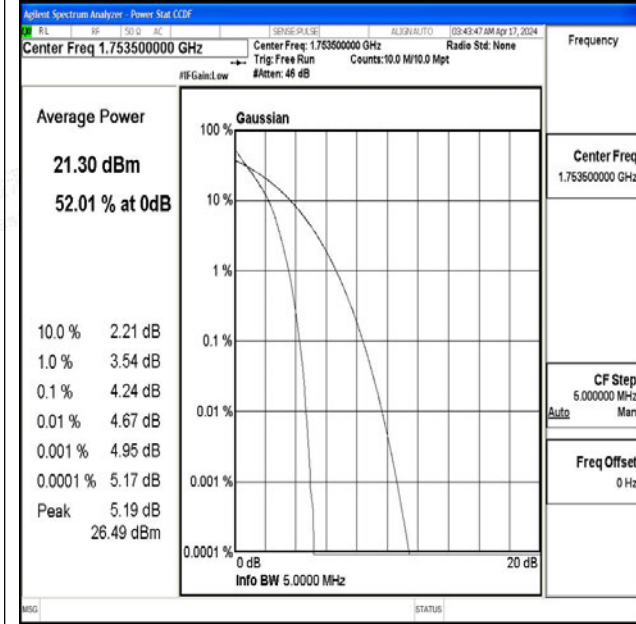 Agilent Spectrum Analyzer - Power Stat CCDF
RL RF 50 Ω AC SENSE:PULSE ALIGNAUTO 03:43:47 AM Apr 17, 2024
Center Freq 1.753500000 GHz
Center Freq: 1.753500000 GHz Radio Std: None
Trig: Free Run Counts:10.0 M/10.0 Mpt
#IFGain:Low #Atten: 46 dB
Frequency
Average Power
21.30 dBm
52.01 % at 0dB
10.0 % 2.21 dB
1.0 % 3.54 dB
0.1 % 4.24 dB
0.01 % 4.67 dB
0.001 % 4.95 dB
0.0001 % 5.17 dB
Peak 5.19 dB
26.49 dBm
Gaussian
100 %
10 %
1 %
0.1 %
0.01 %
0.001 %
0.0001 %
0 dB 20 dB
Info BW 5.0000 MHz
Center Freq
1.753500000 GHz
CF Step
5.000000 MHz
Auto Man
Freq Offset
0 Hz
MSG STATUS